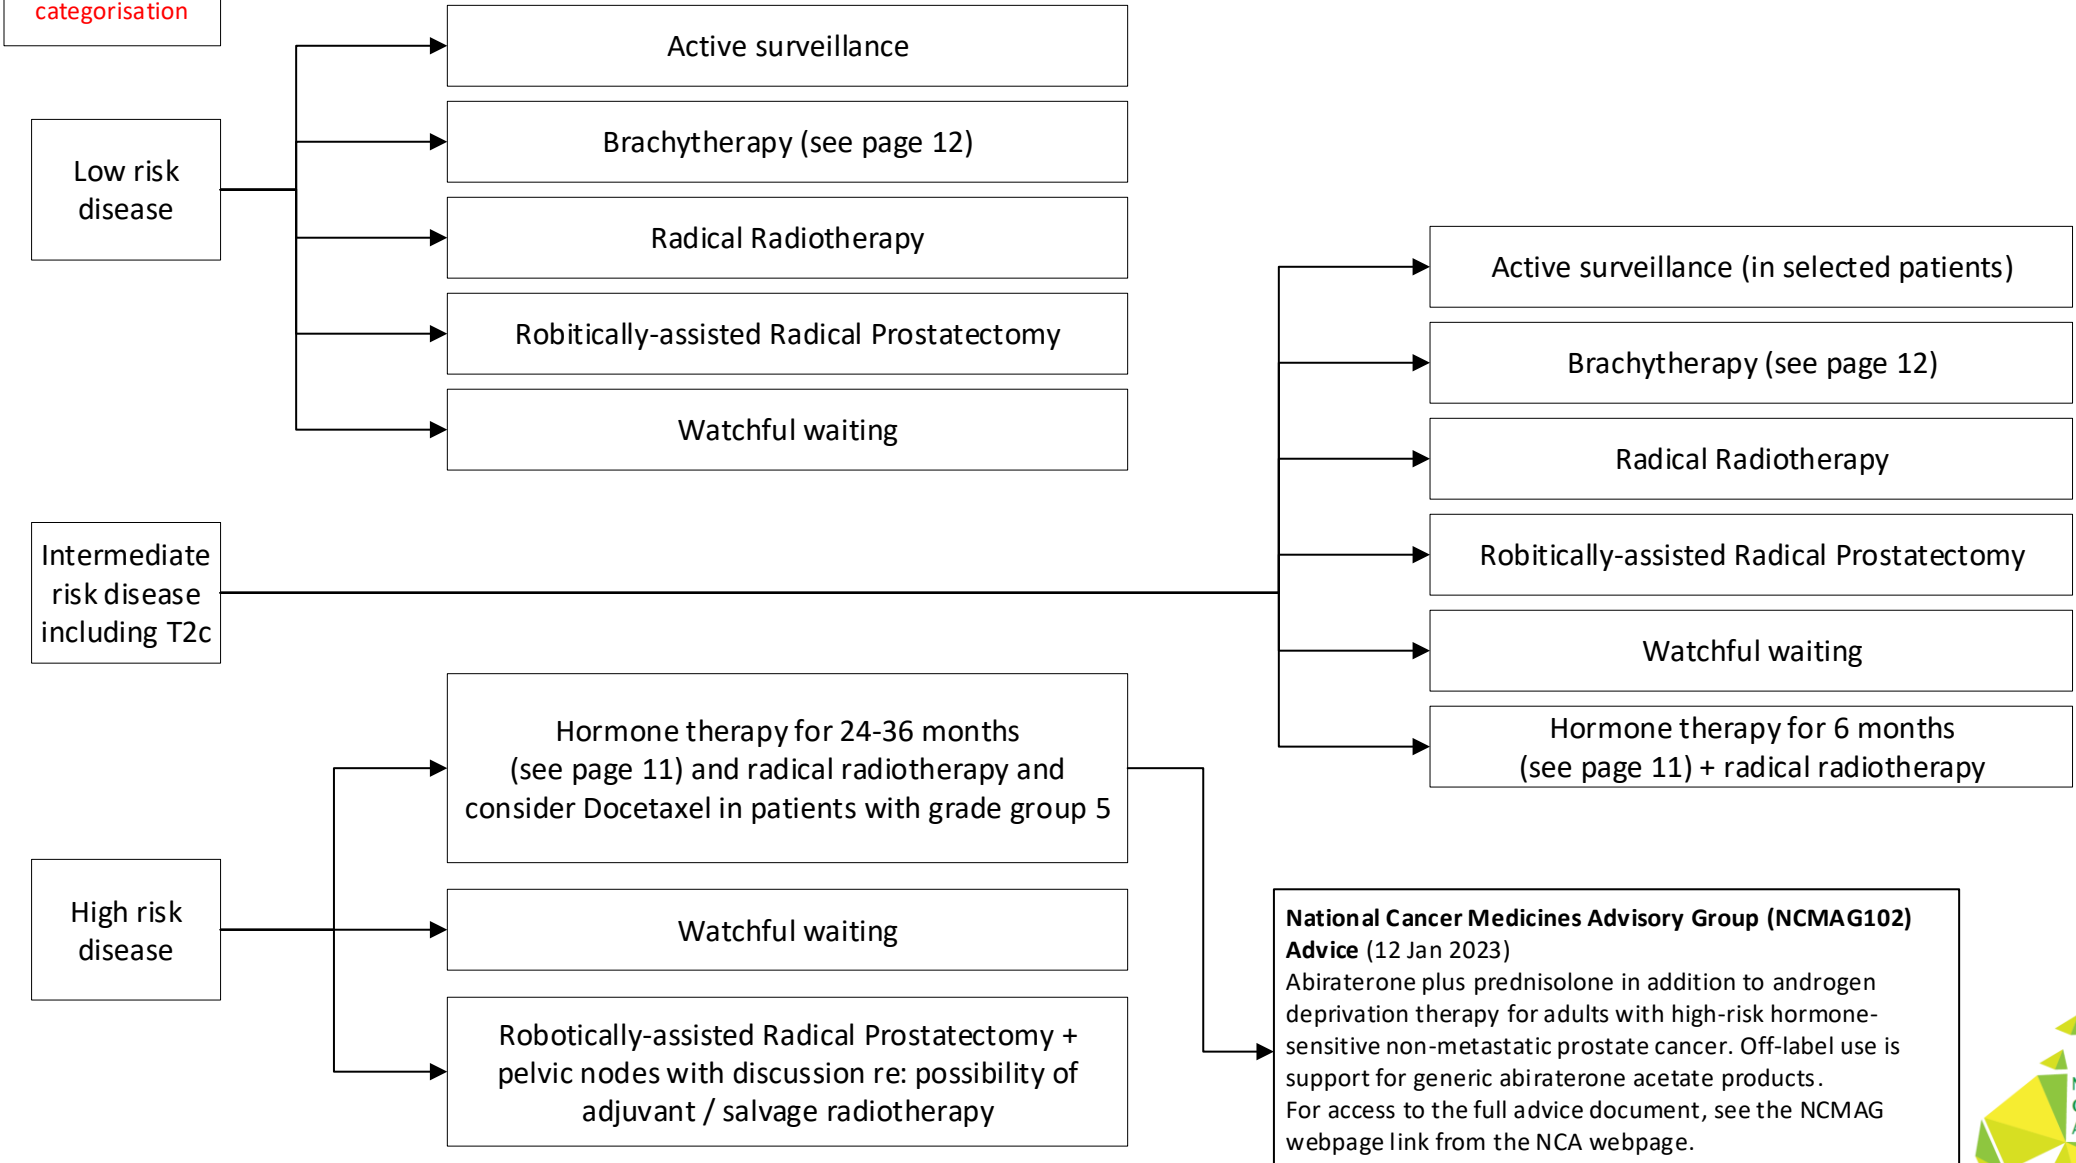 categorisation
Low risk
disease
Active surveillance
Brachytherapy (see page 12)
Radical Radiotherapy
Robitically-assisted Radical Prostatectomy
Watchful waiting
Intermediate
risk disease
including T2c
Active surveillance (in selected patients)
Brachytherapy (see page 12)
Radical Radiotherapy
Robitically-assisted Radical Prostatectomy
Watchful waiting
Hormone therapy for 6 months
(see page 11) + radical radiotherapy
High risk
disease
Hormone therapy for 24-36 months
(see page 11) and radical radiotherapy and
consider Docetaxel in patients with grade group 5
Watchful waiting
Robotically-assisted Radical Prostatectomy +
pelvic nodes with discussion re: possibility of
adjuvant / salvage radiotherapy
National Cancer Medicines Advisory Group (NCMAG102)
Advice (12 Jan 2023)
Abiraterone plus prednisolone in addition to androgen
deprivation therapy for adults with high-risk hormone-
sensitive non-metastatic prostate cancer. Off-label use is
support for generic abiraterone acetate products.
For access to the full advice document, see the NCMAG
webpage link from the NCA webpage.